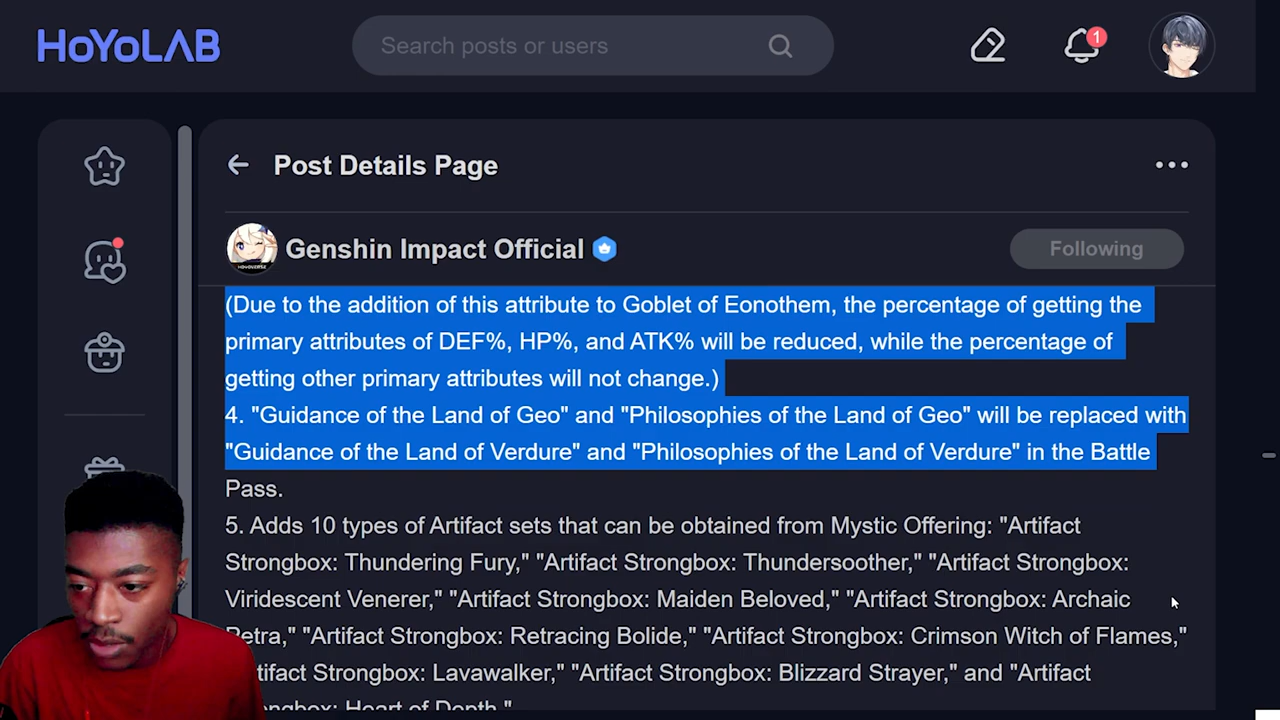 HoYoLAB
Search posts or users
1
Post Details Page
Genshin Impact Official
Following
(Due to the addition of this attribute to Goblet of Eonothem, the percentage of getting the
primary attributes of DEF%, HP%, and ATK% will be reduced, while the percentage of
getting other primary attributes will not change.)
4. "Guidance of the Land of Geo" and "Philosophies of the Land of Geo" will be replaced with
"Guidance of the Land of Verdure" and "Philosophies of the Land of Verdure" in the Battle
Pass.
5. Adds 10 types of Artifact sets that can be obtained from Mystic Offering: "Artifact
Strongbox: Thundering Fury," "Artifact Strongbox: Thundersoother," "Artifact Strongbox:
Viridescent Venerer," "Artifact Strongbox: Maiden Beloved," "Artifact Strongbox: Archaic
Petra," "Artifact Strongbox: Retracing Bolide," "Artifact Strongbox: Crimson Witch of Flames,"
tifact Strongbox: Lavawalker," "Artifact Strongbox: Blizzard Strayer," and "Artifact
ngbox: Heart of Depth."